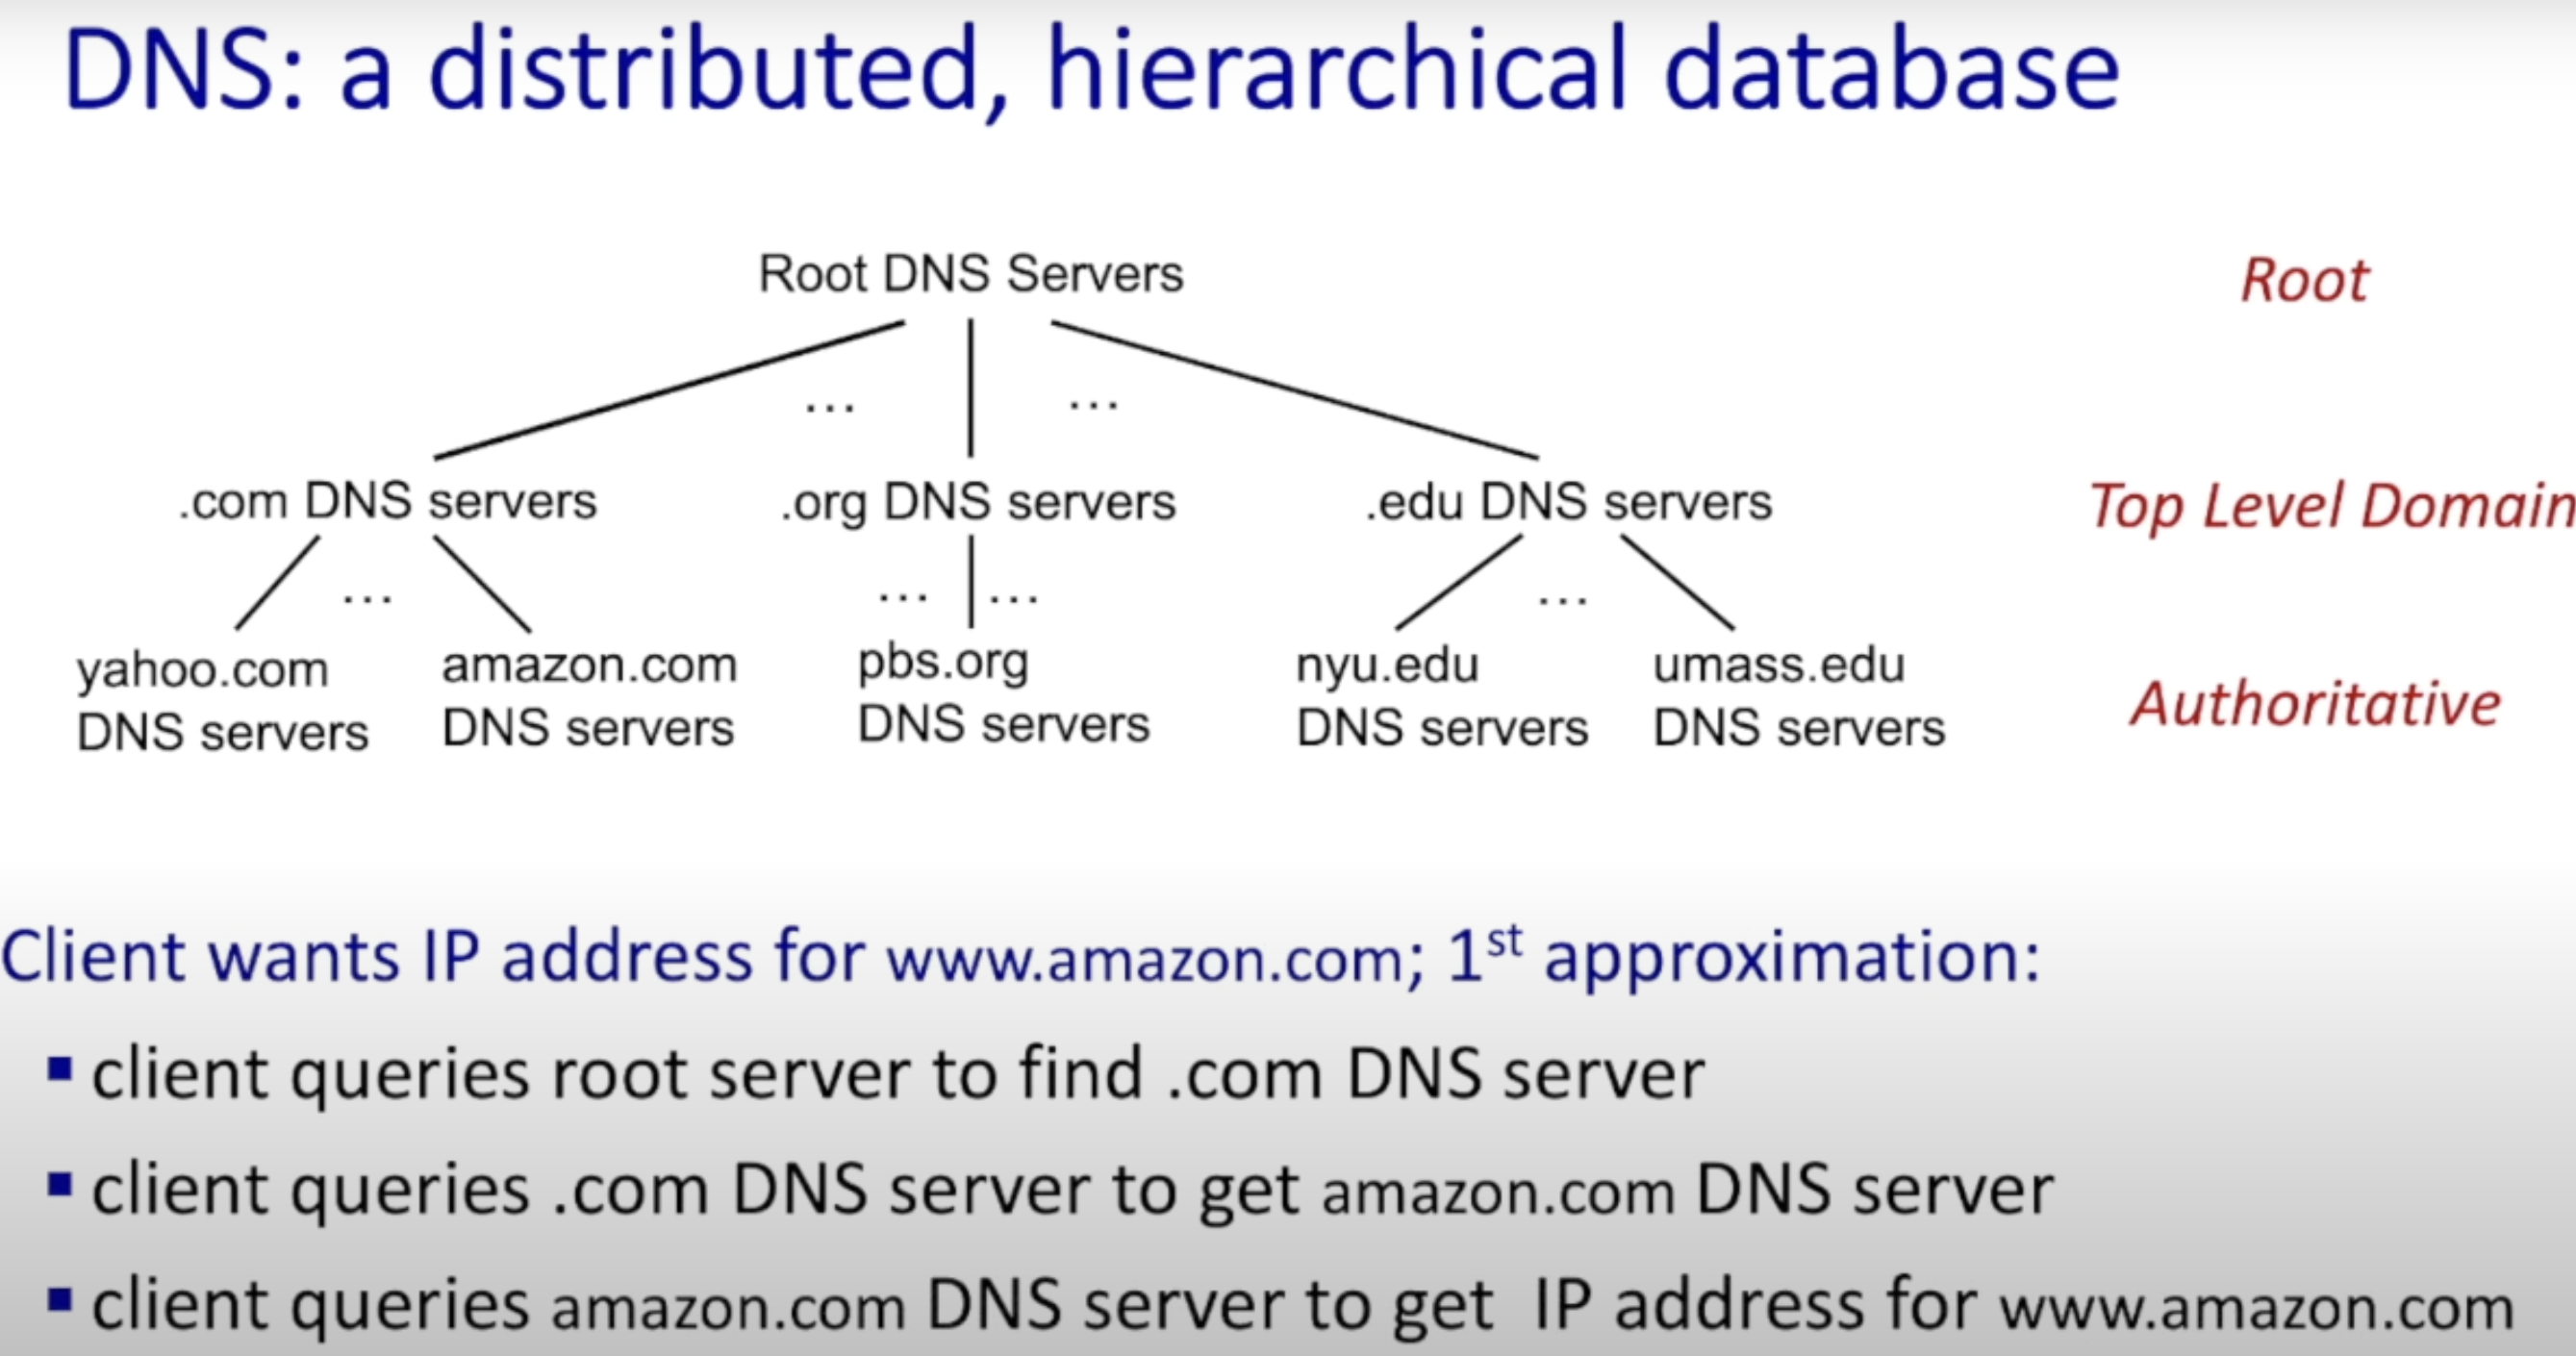 DNS: a distributed, hierarchical database
Root DNS Servers
Root
... ...
.com DNS servers
.org DNS servers
.edu DNS servers
Top Level Domain
... ... ... ...
yahoo.com
DNS servers
amazon.com
DNS servers
pbs.org
DNS servers
nyu.edu
DNS servers
umass.edu
DNS servers
Authoritative
Client wants IP address for www.amazon.com; 1st approximation:
▪ client queries root server to find .com DNS server
▪ client queries .com DNS server to get amazon.com DNS server
▪ client queries amazon.com DNS server to get IP address for www.amazon.com